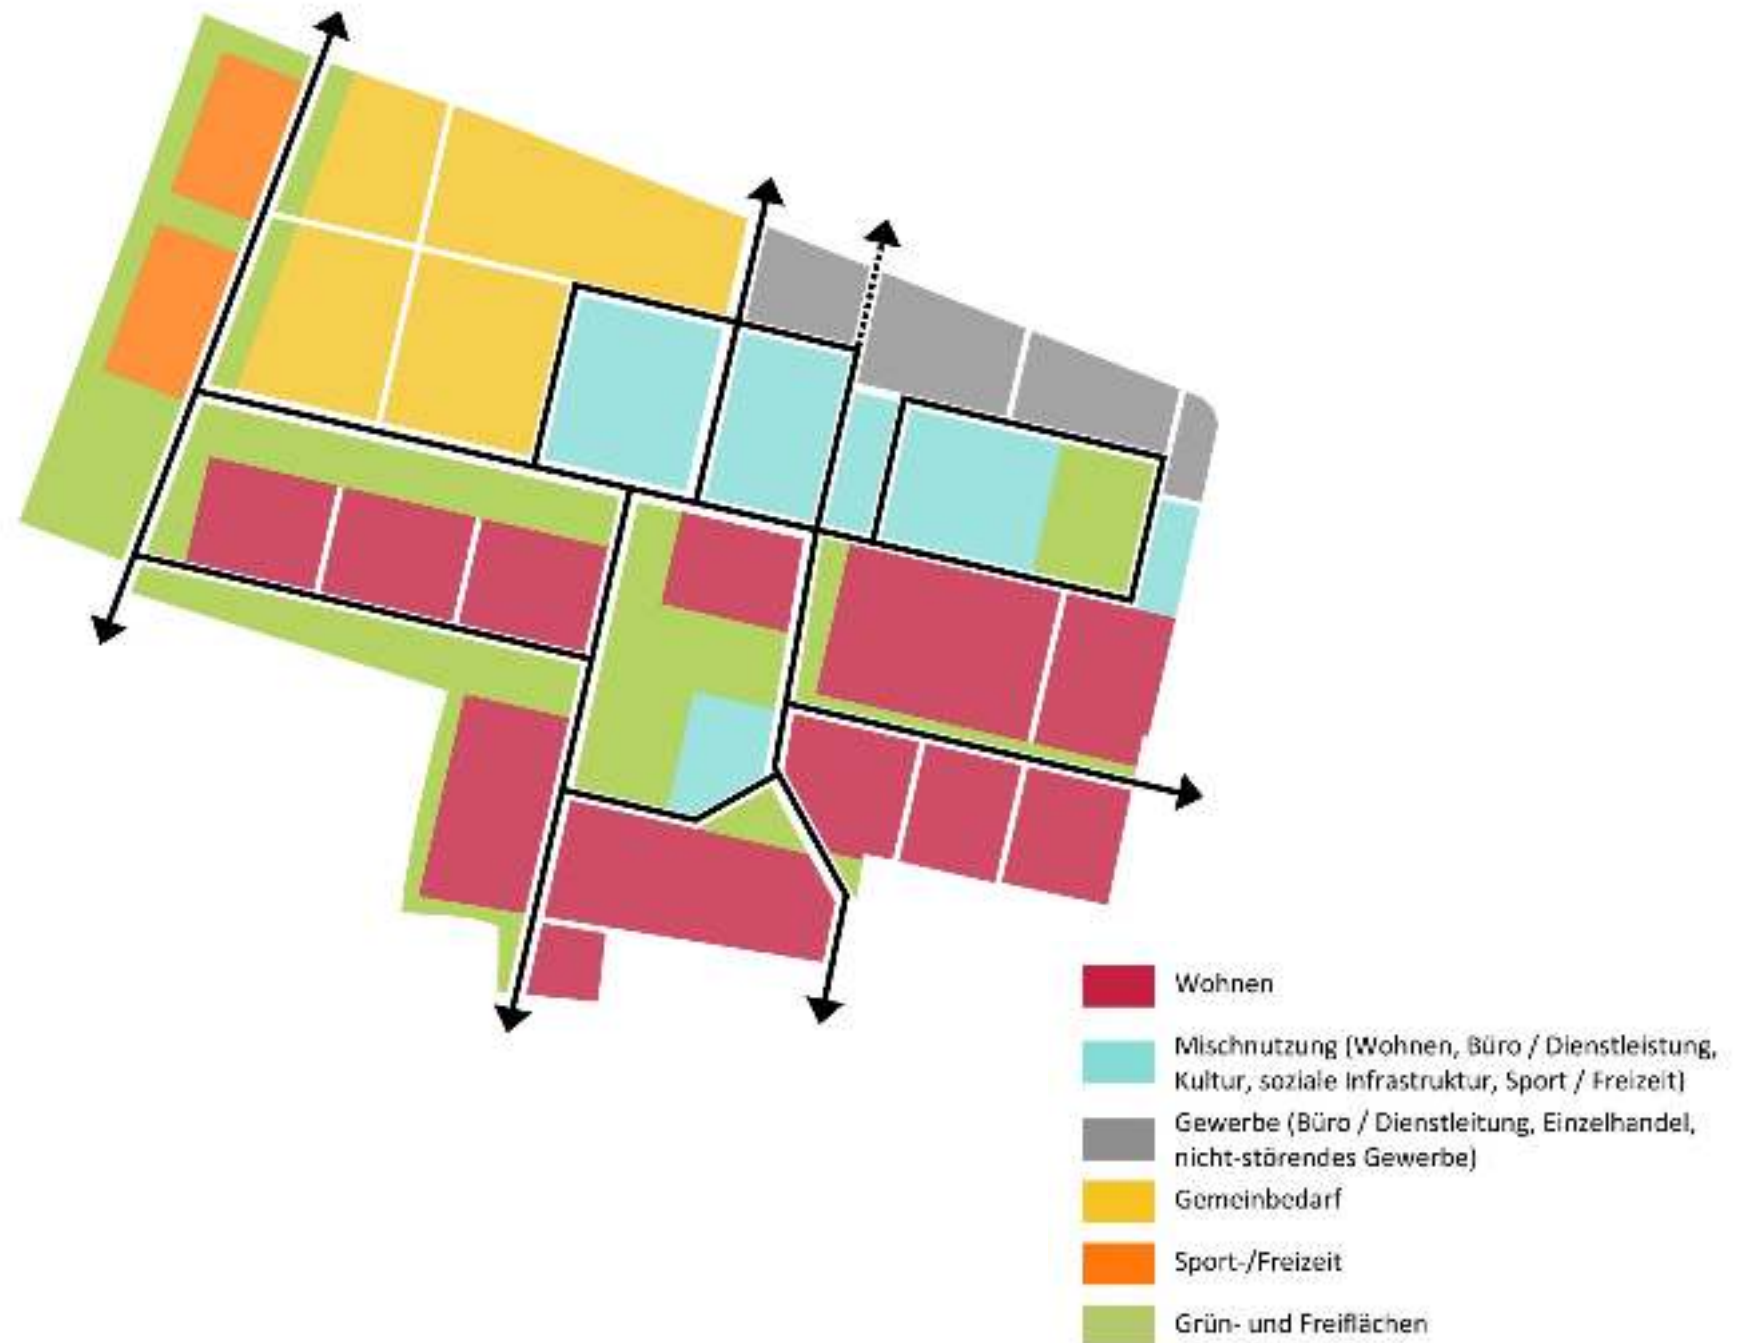 Wohnen
Mischnutzung (Wohnen, Büro / Dienstleistung,
Kultur, soziale Infrastruktur, Sport / Freizeit)
Gewerbe (Büro / Dienstleitung, Einzelhandel,
nicht-störendes Gewerbe)
Gemeinbedarf
Sport-/Freizeit
Grün- und Freiflächen